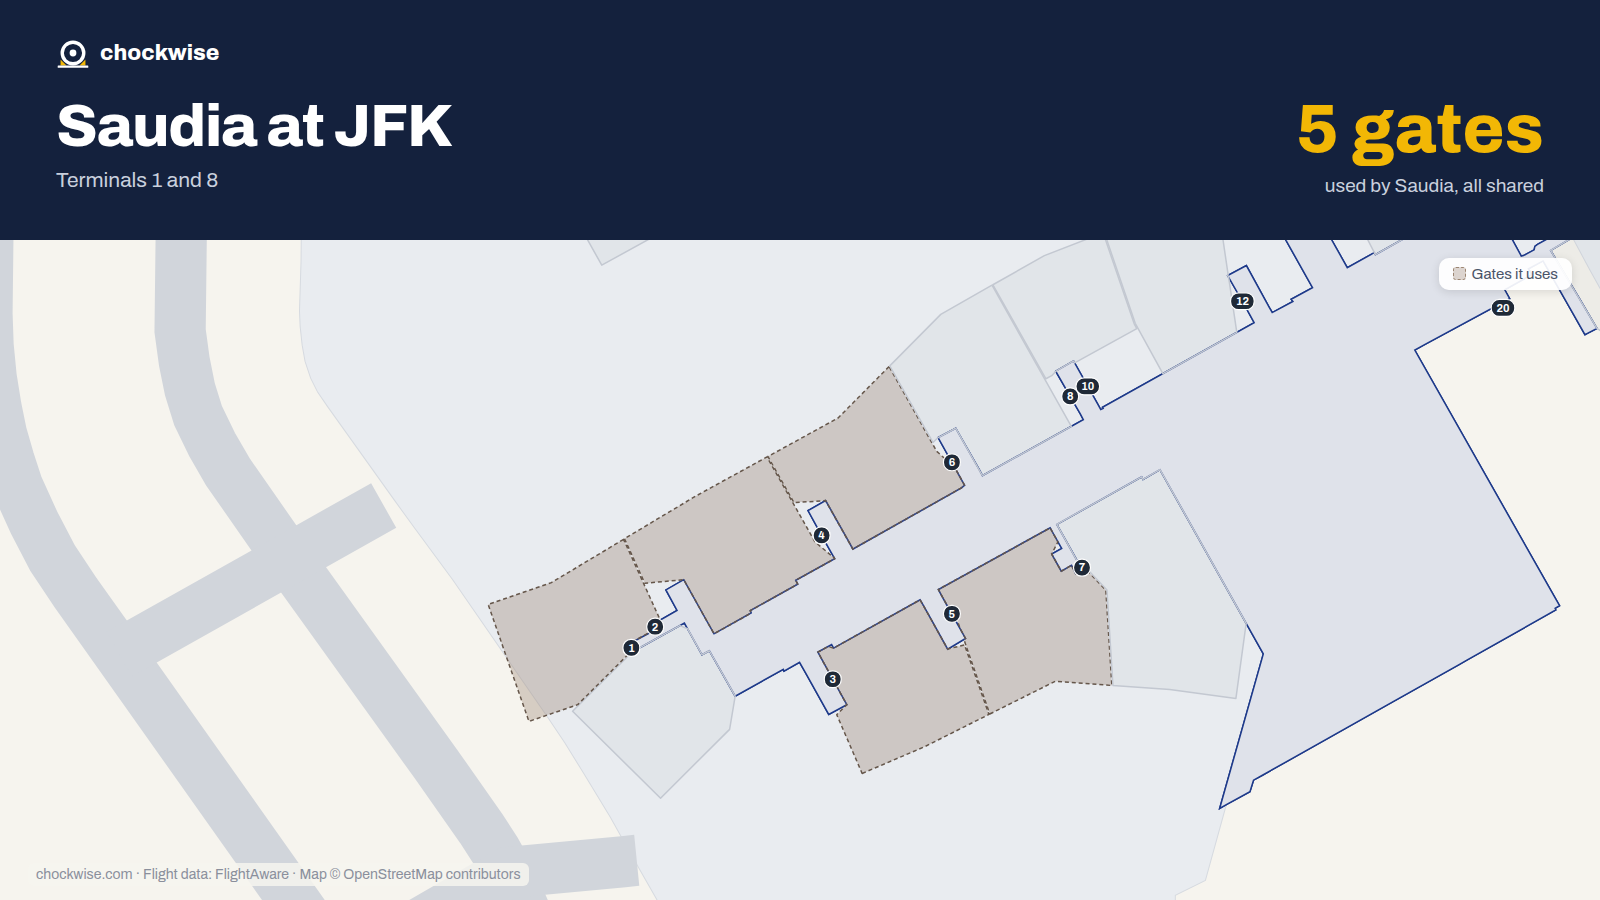 chockwise
Saudia at JFK
Terminals 1 and 8
5 gates
used by Saudia, all shared
Gates it uses
12
20
8
10
6
4
7
5
2
1
3
chockwise.com · Flight data: FlightAware · Map © OpenStreetMap contributors